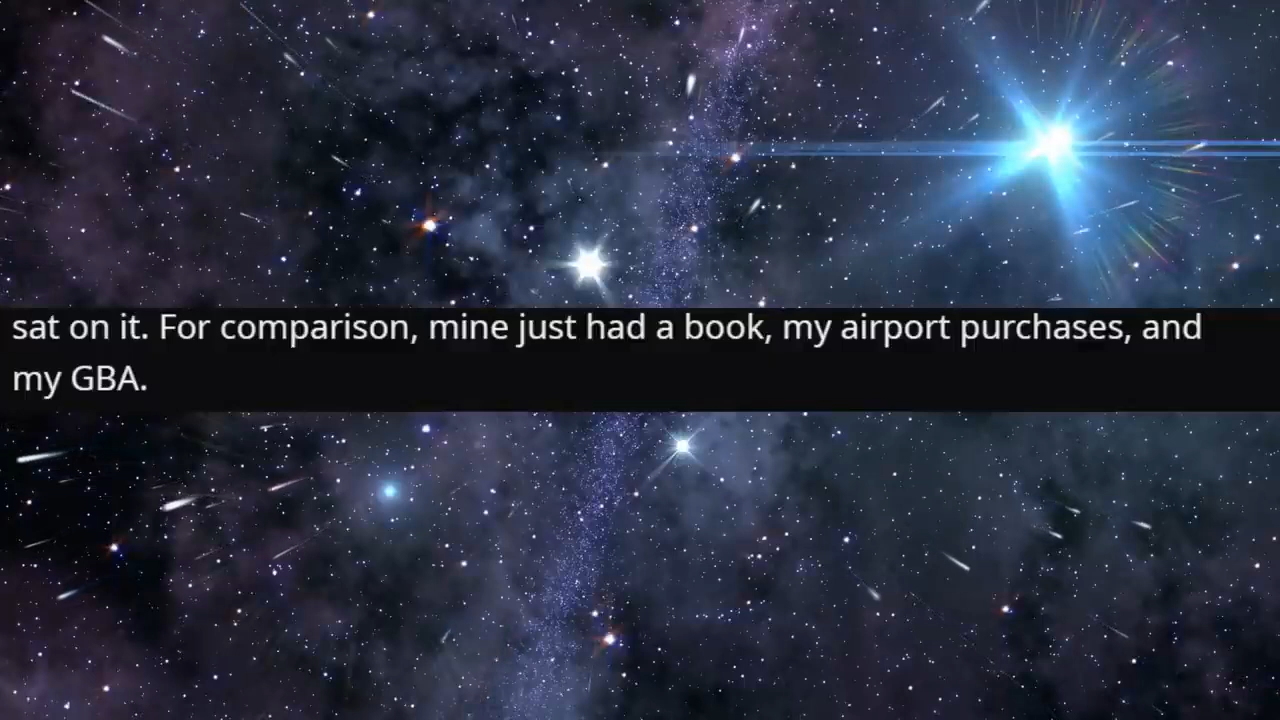 sat on it. For comparison, mine just had a book, my airport purchases, and
my GBA.